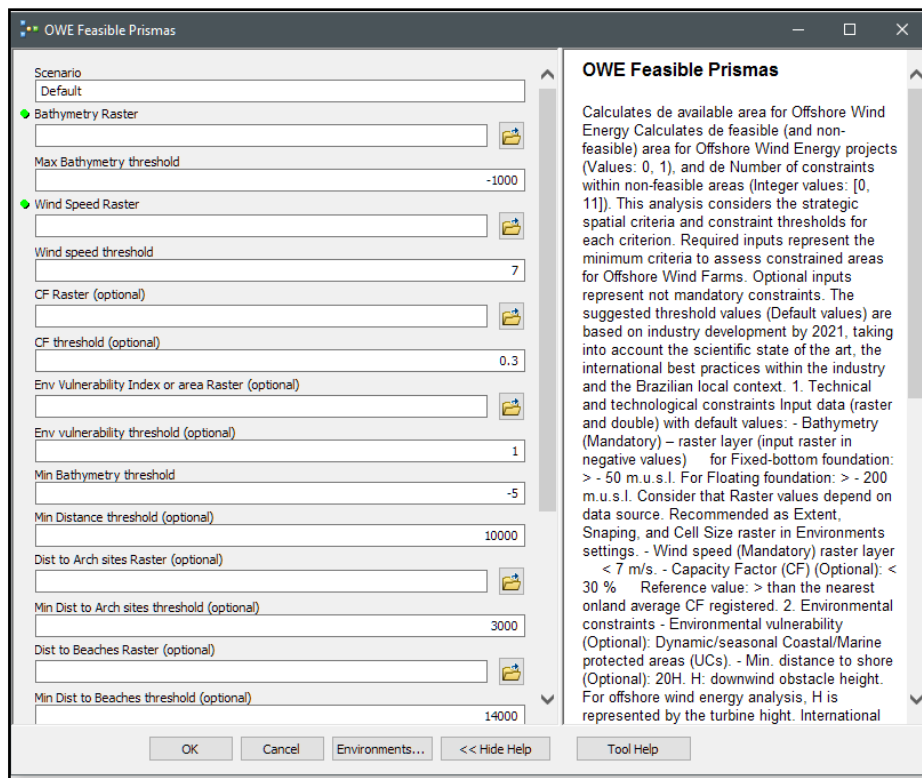 OWE Feasible Prismas
Scenario
Default
Bathymetry Raster
Max Bathymetry threshold
-1000
Wind Speed Raster
Wind speed threshold
7
CF Raster (optional)
CF threshold (optional)
0.3
Env Vulnerability Index or area Raster (optional)
Env vulnerability threshold (optional)
1
Min Bathymetry threshold
-5
Min Distance threshold (optional)
10000
Dist to Arch sites Raster (optional)
Min Dist to Arch sites threshold (optional)
3000
Dist to Beaches Raster (optional)
Min Dist to Beaches threshold (optional)
14000
OWE Feasible Prismas
Calculates de available area for Offshore Wind
Energy Calculates de feasible (and non-
feasible) area for Offshore Wind Energy projects
(Values: 0, 1), and de Number of constraints
within non-feasible areas (Integer values: [0,
11]). This analysis considers the strategic
spatial criteria and constraint thresholds for
each criterion. Required inputs represent the
minimum criteria to assess constrained areas
for Offshore Wind Farms. Optional inputs
represent not mandatory constraints. The
suggested threshold values (Default values) are
based on industry development by 2021, taking
into account the scientific state of the art, the
international best practices within the industry
and the Brazilian local context. 1. Technical
and technological constraints Input data (raster
and double) with default values: - Bathymetry
(Mandatory) – raster layer (input raster in
negative values) for Fixed-bottom foundation:
> - 50 m.u.s.l. For Floating foundation: > - 200
m.u.s.l. Consider that Raster values depend on
data source. Recommended as Extent,
Snaping, and Cell Size raster in Environments
settings. - Wind speed (Mandatory) raster layer
< 7 m/s. - Capacity Factor (CF) (Optional): <
30 % Reference value: > than the nearest
onland average CF registered. 2. Environmental
constraints - Environmental vulnerability
(Optional): Dynamic/seasonal Coastal/Marine
protected areas (UCs). - Min. distance to shore
(Optional): 20H. H: downwind obstacle height.
For offshore wind energy analysis, H is
represented by the turbine hight. International
OK
Cancel
Environments...
<< Hide Help
Tool Help